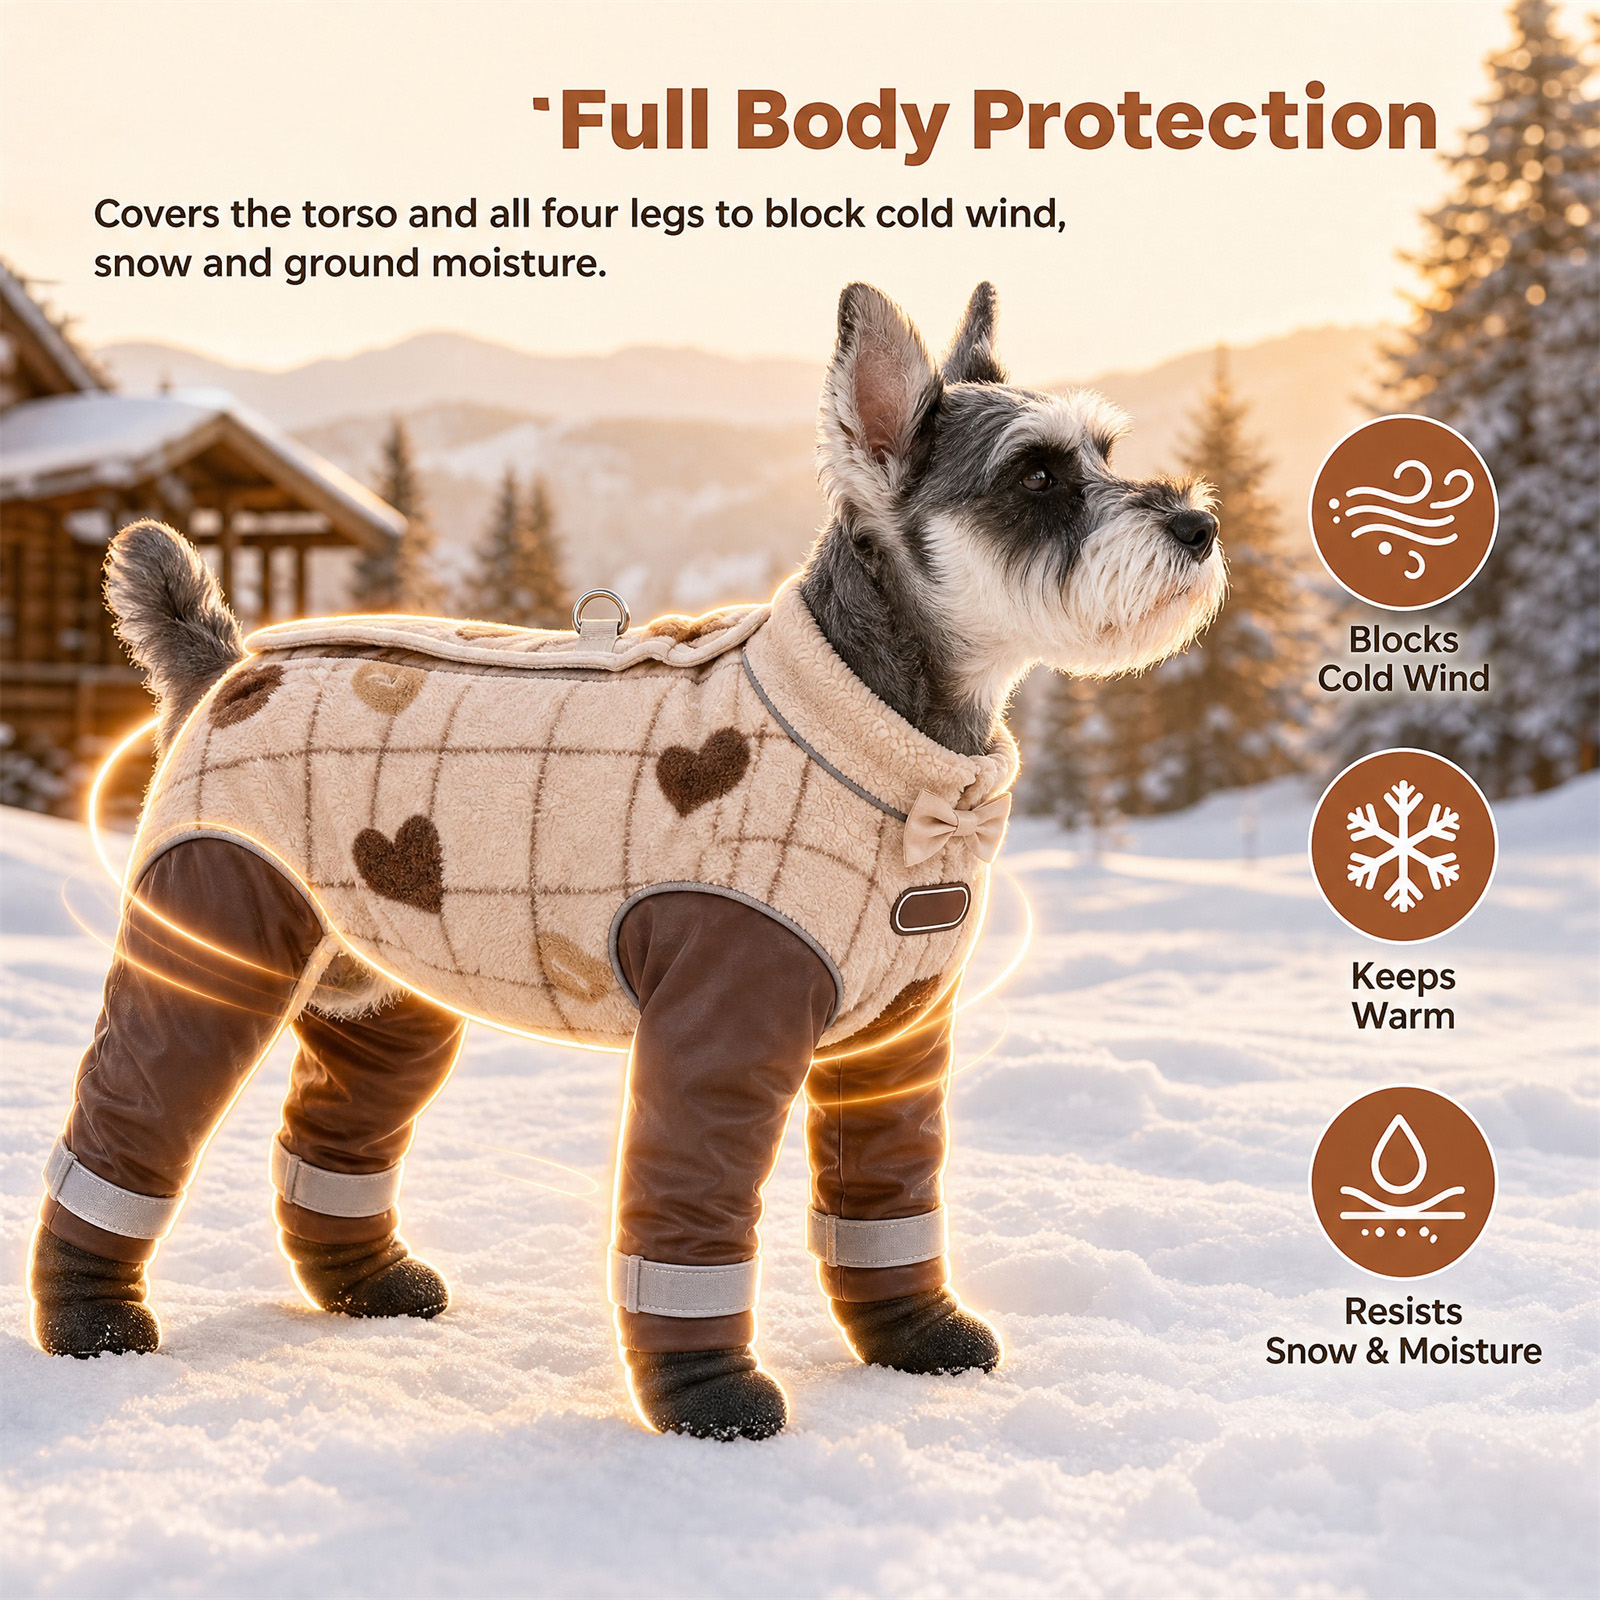 Full Body Protection
Covers the torso and all four legs to block cold wind,
snow and ground moisture.
Blocks
Cold Wind
Keeps
Warm
Resists
Snow & Moisture